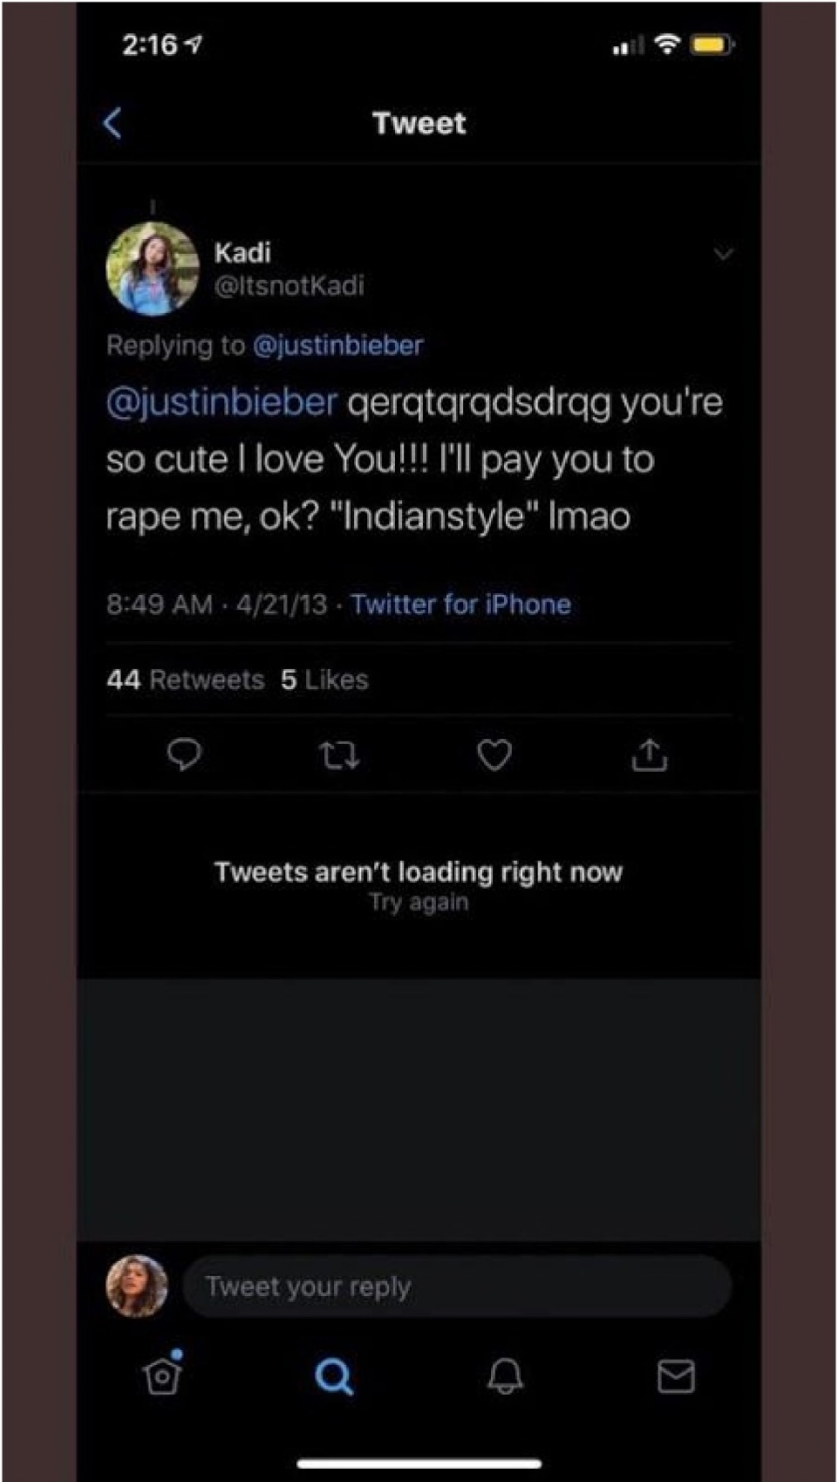 2:16
Tweet
Kadi
@ItsnotKadi
Replying to @justinbieber
@justinbieber qerqtqrqdsdrqg you're
so cute I love You!!! I'll pay you to
rape me, ok? "Indianstyle" lmao
8:49 AM · 4/21/13 · Twitter for iPhone
44 Retweets 5 Likes
Tweets aren't loading right now
Try again
Tweet your reply